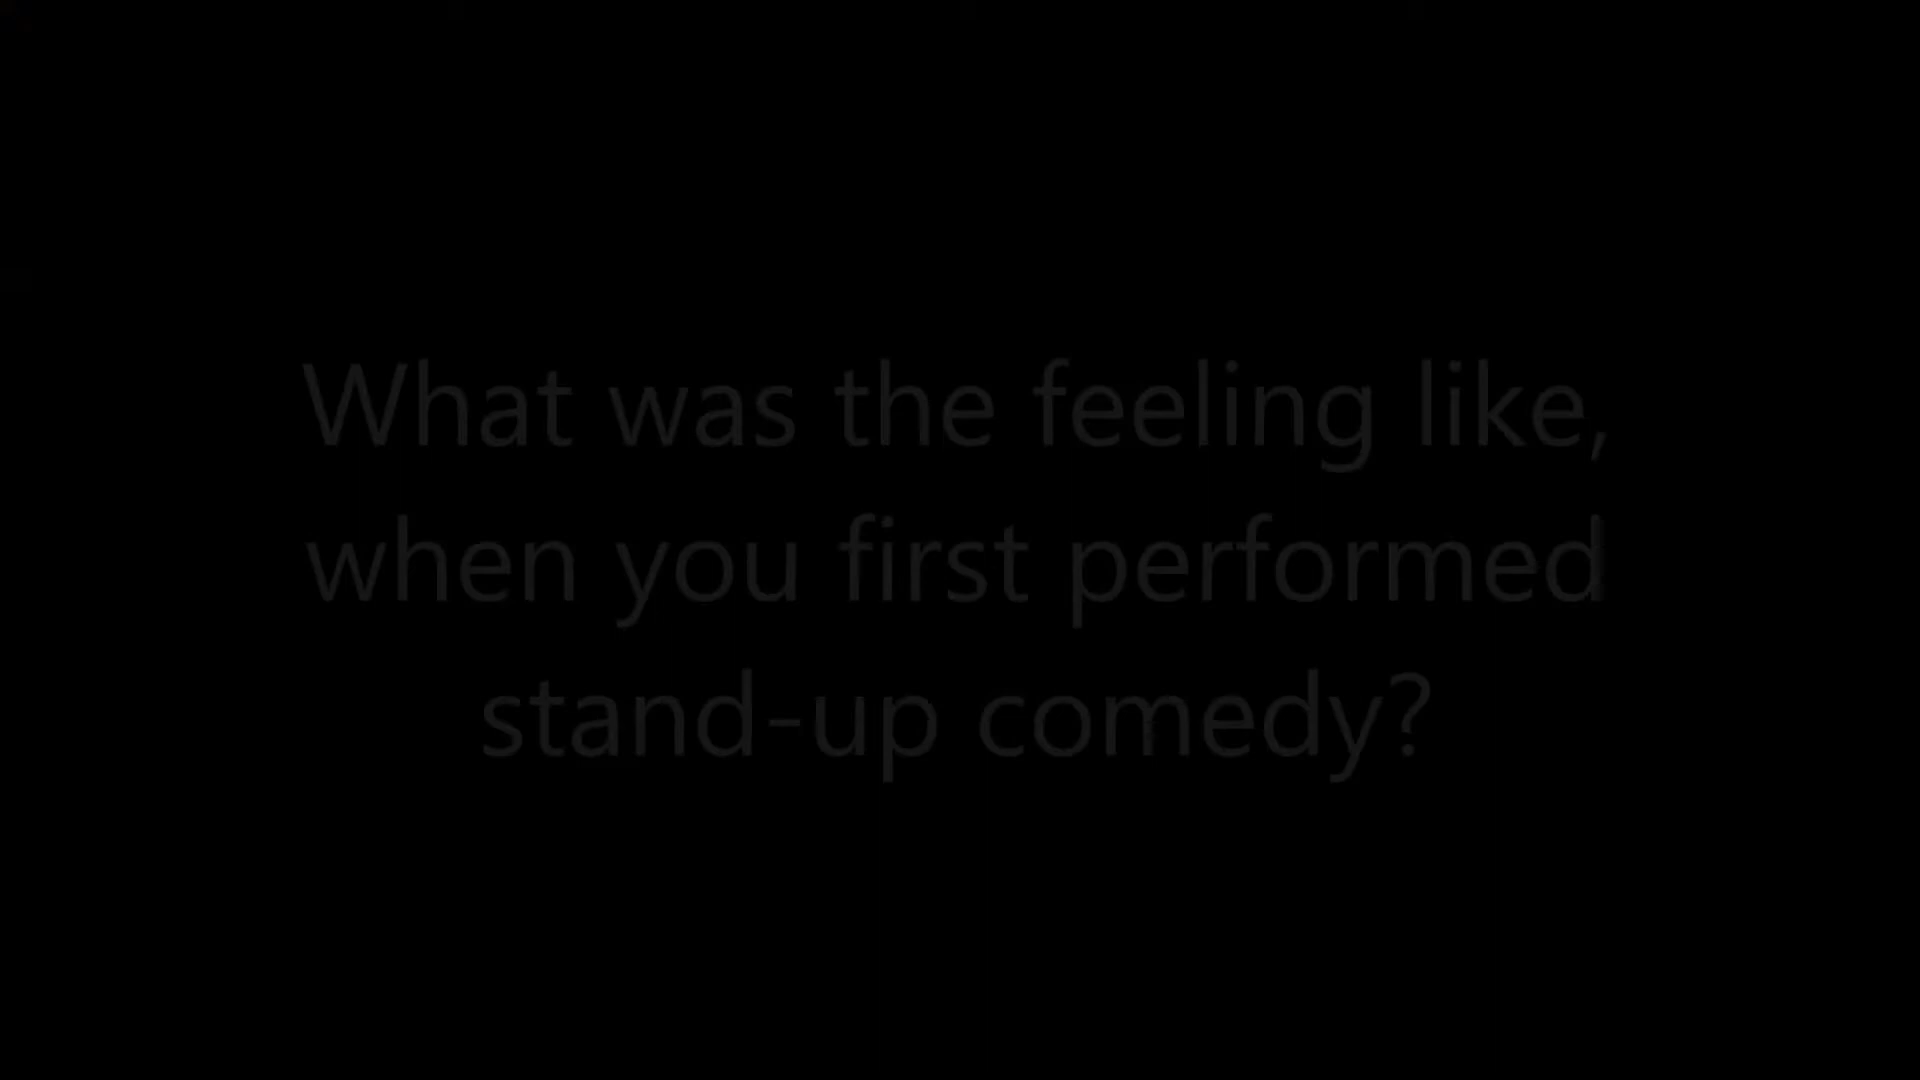 What was the feeling like,
when you first performed
stand-up comedy?